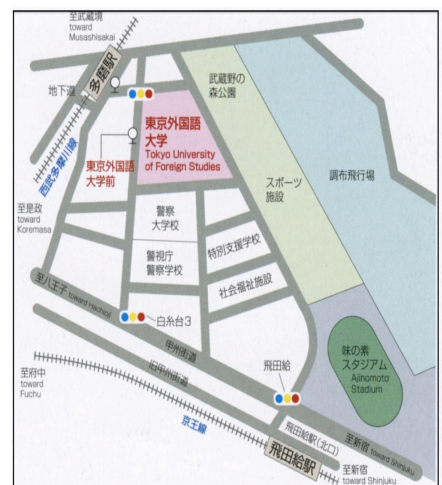 至武蔵境
toward
Musashisakai
多磨駅
地下道
武蔵野の
森公園
東京外国語
大学
Tokyo University
of Foreign Studies
東京外国語
大学前
西武多摩川線
調布飛行場
スポーツ
施設
至是政
toward
Koremasa
警察
大学校
特別支援学校
警視庁
警察学校
社会福祉施設
至八王子 toward Hachioji
白糸台3
甲州街道
味の素
スタジアム
Ajinomoto
Stadium
飛田給
旧甲州街道
至府中
toward
Fuchu
京王線
飛田給駅(北口)
至新宿 toward Shinjuku
飛田給駅
至新宿
toward Shinjuku